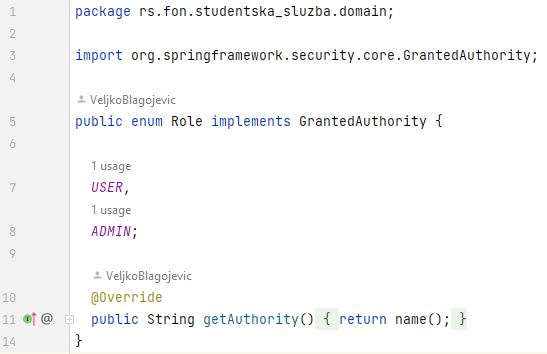 1 package rs.fon.studentska_sluzba.domain;
2
3 import org.springframework.security.core.GrantedAuthority;
4
VeljkoBlagojevic
5 public enum Role implements GrantedAuthority {
6
1 usage
7 USER,
1 usage
8 ADMIN;
9
VeljkoBlagojevic
10 @Override
11 @ public String getAuthority() { return name(); }
14 }